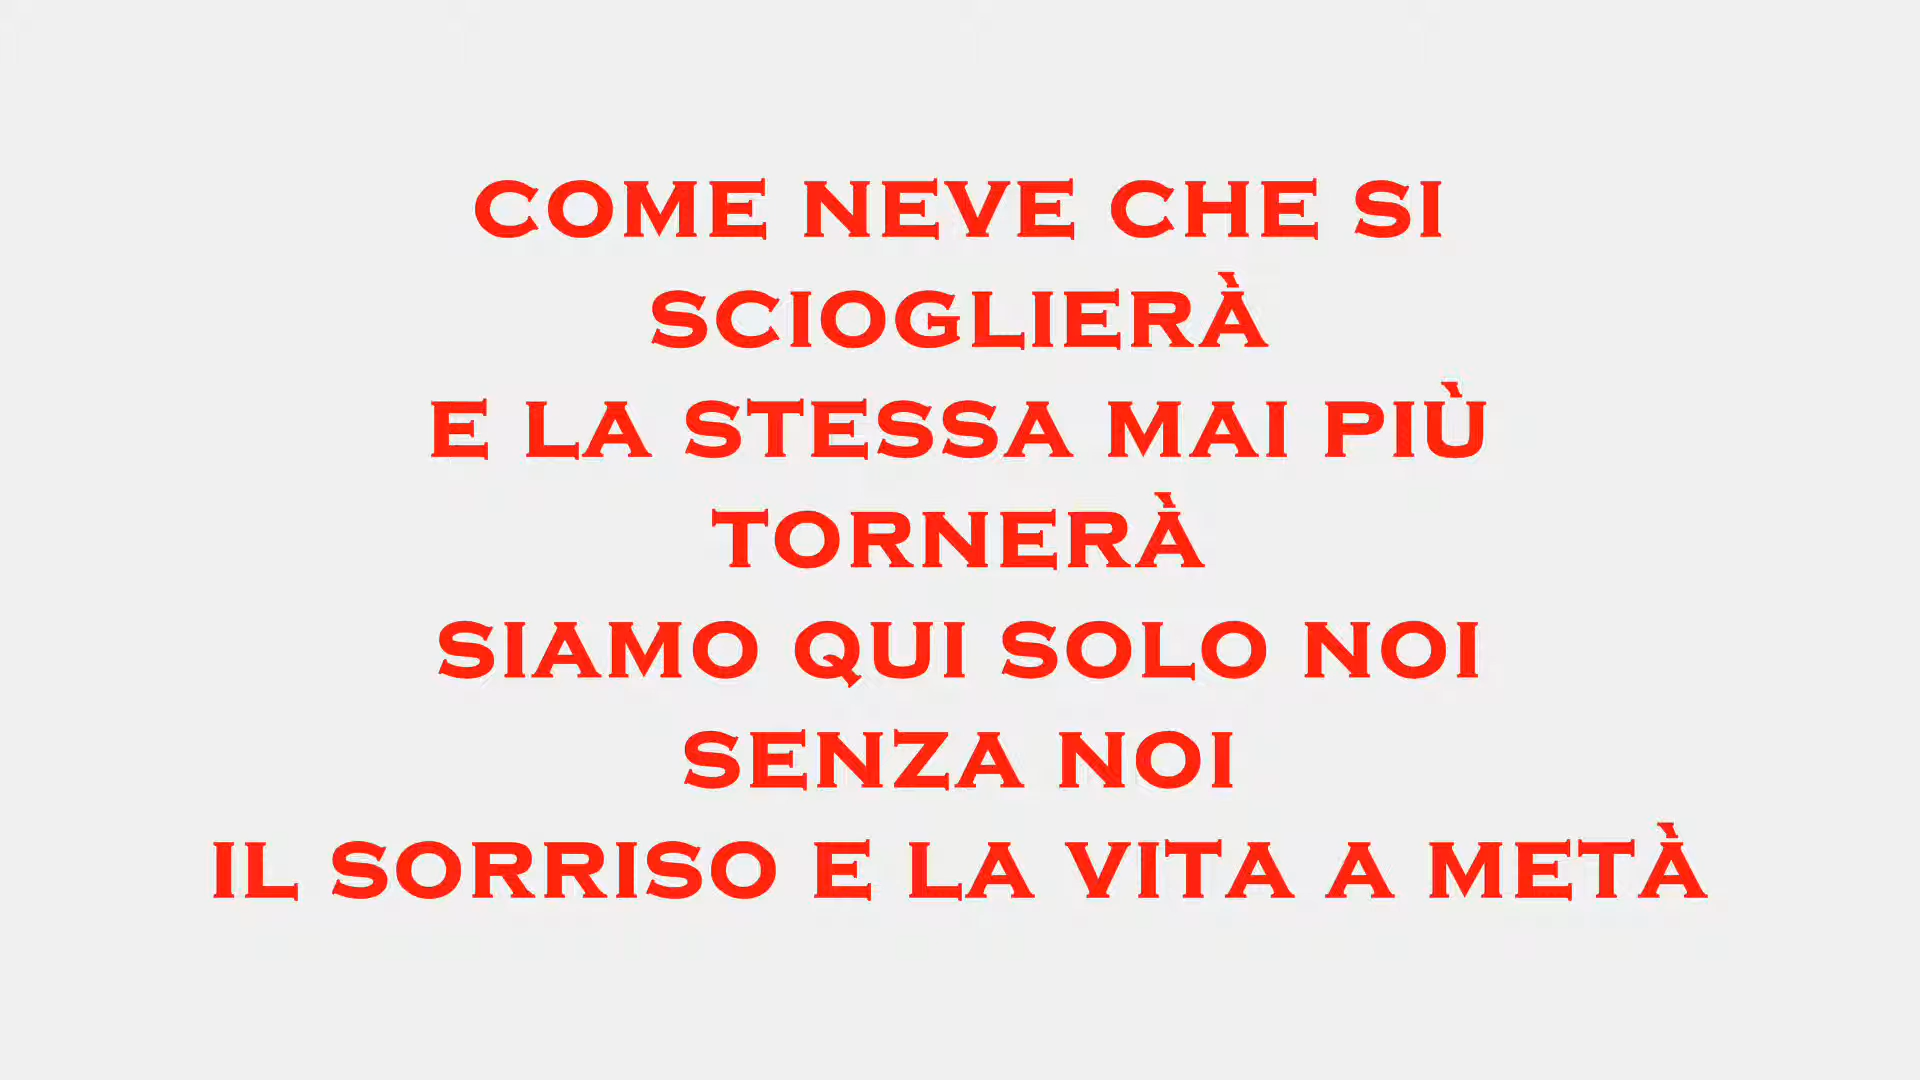 COME NEVE CHE SI
SCIOGLIERÀ
E LA STESSA MAI PIÙ
TORNERÀ
SIAMO QUI SOLO NOI
SENZA NOI
IL SORRISO E LA VITA A METÀ